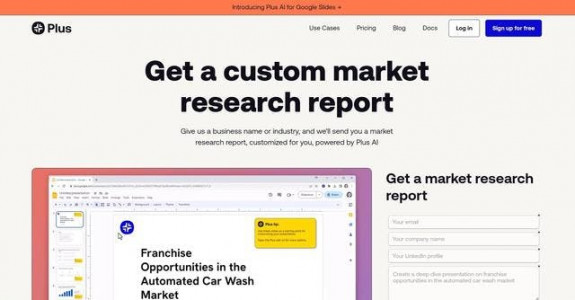 Introducing Plus AI for Google Slides →
Plus
Use Cases
Pricing
Blog
Docs
Log in
Sign up for free
Get a custom market
research report
Give us a business name or industry, and we'll send you a market
research report, customized for you, powered by Plus AI
Get a market research
report
Your email
Your company name
Your LinkedIn profile
Create a deep dive presentation on franchise
opportunities in the automated car wash market
Plus tip
Franchise
Opportunities in the
Automated Car Wash
Market